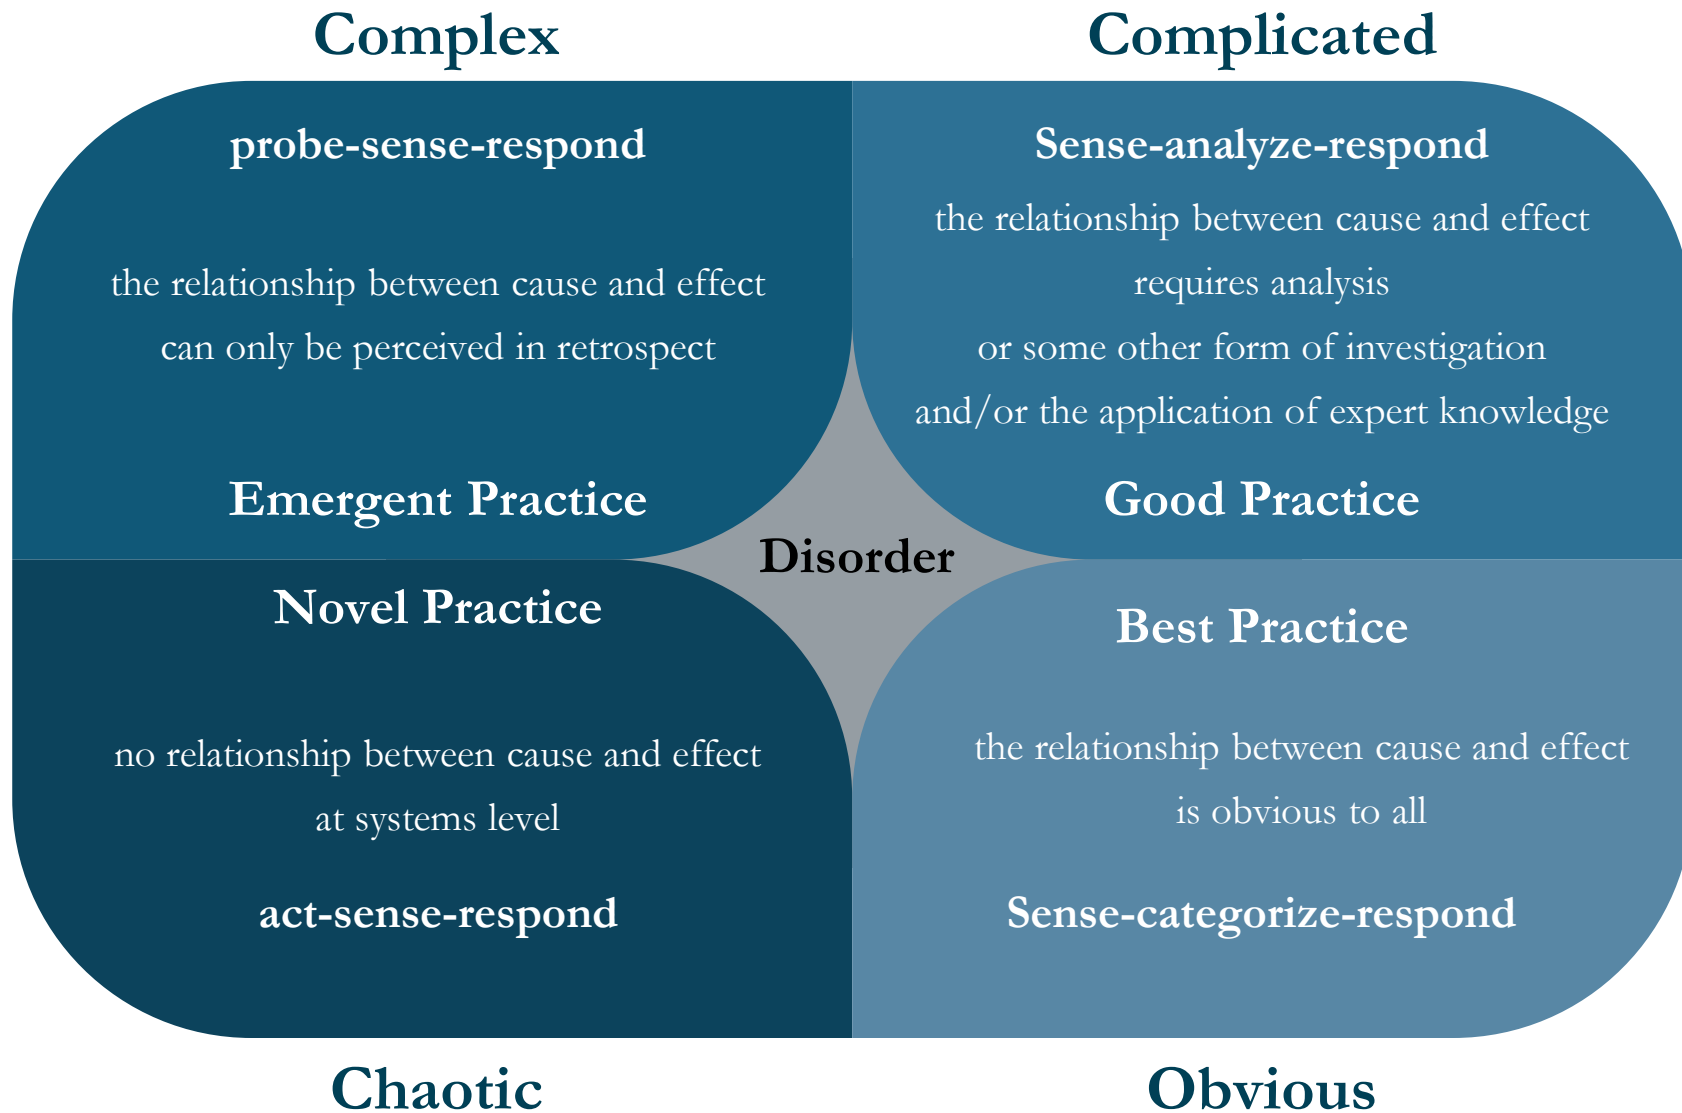 Complex
probe-sense-respond
the relationship between cause and effect
can only be perceived in retrospect
Emergent Practice
Complicated
Sense-analyze-respond
the relationship between cause and effect
requires analysis
or some other form of investigation
and/or the application of expert knowledge
Good Practice
Disorder
Novel Practice
no relationship between cause and effect
at systems level
act-sense-respond
Chaotic
Best Practice
the relationship between cause and effect
is obvious to all
Sense-categorize-respond
Obvious